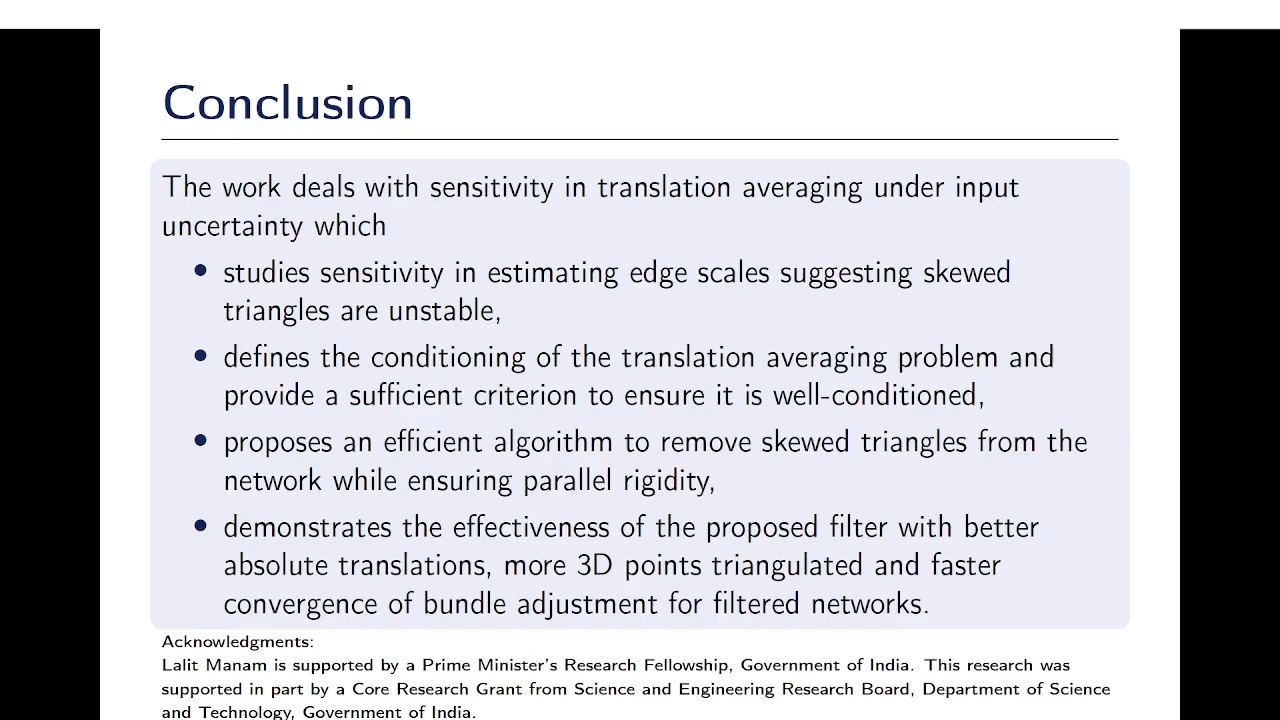 Conclusion
The work deals with sensitivity in translation averaging under input
uncertainty which
• studies sensitivity in estimating edge scales suggesting skewed
triangles are unstable,
• defines the conditioning of the translation averaging problem and
provide a sufficient criterion to ensure it is well-conditioned,
• proposes an efficient algorithm to remove skewed triangles from the
network while ensuring parallel rigidity,
• demonstrates the effectiveness of the proposed filter with better
absolute translations, more 3D points triangulated and faster
convergence of bundle adjustment for filtered networks.
Acknowledgments:
Lalit Manam is supported by a Prime Minister's Research Fellowship, Government of India. This research was
supported in part by a Core Research Grant from Science and Engineering Research Board, Department of Science
and Technology, Government of India.